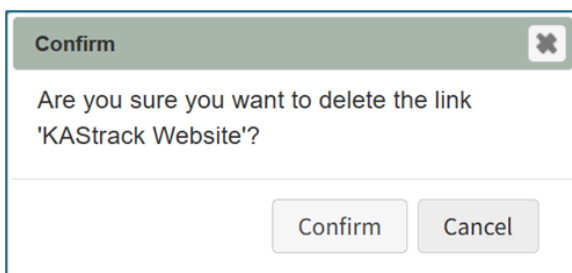 Confirm
Are you sure you want to delete the link
'KAStrack Website'?
Confirm Cancel